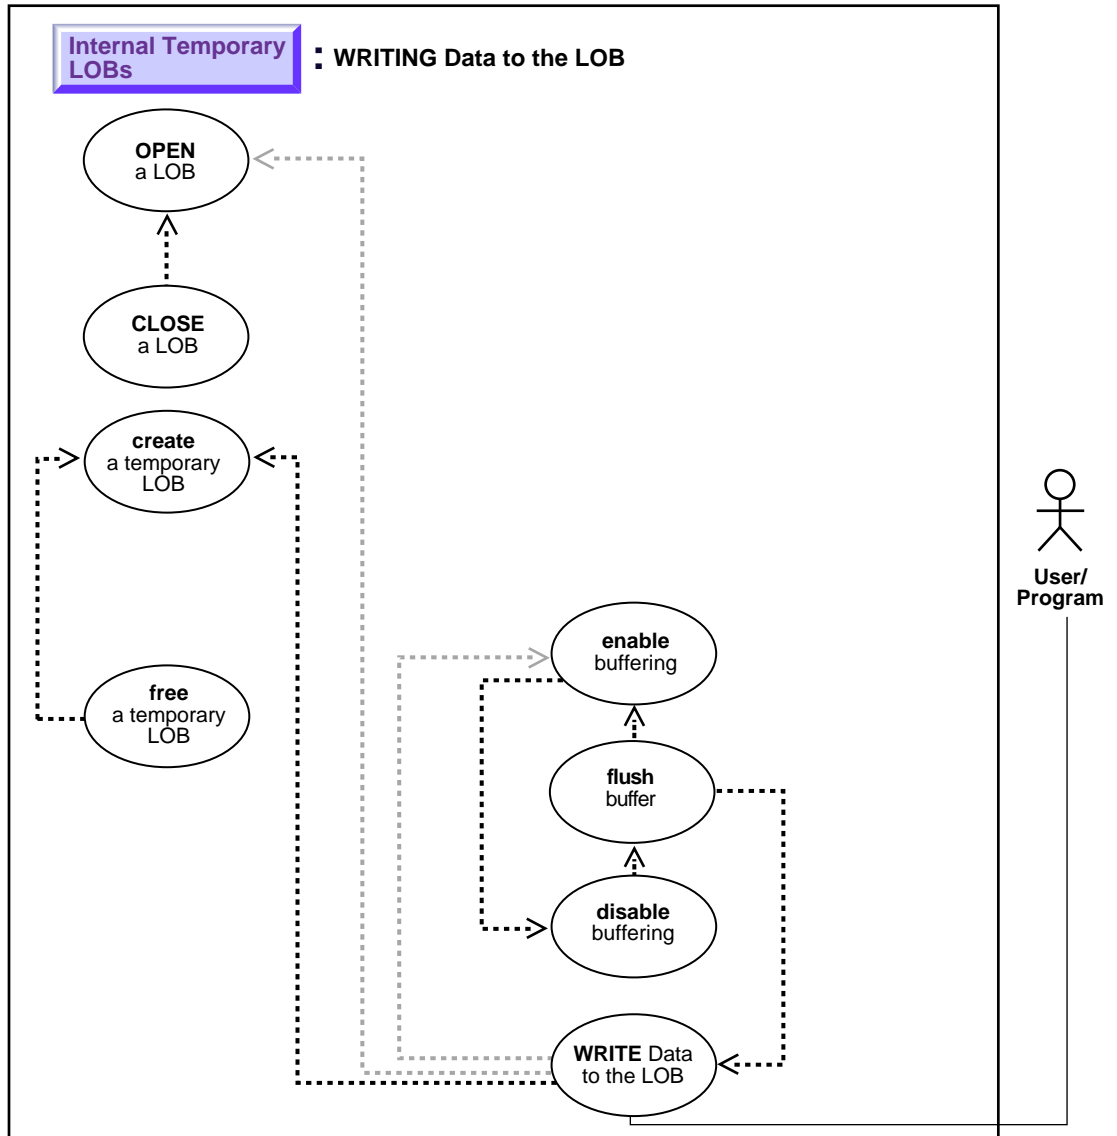 Internal Temporary
LOBs
: WRITING Data to the LOB
OPEN
a LOB
CLOSE
a LOB
create
a temporary
LOB
User/
Program
enable
buffering
free
a temporary
LOB
flush
buffer
disable
buffering
WRITE Data
to the LOB